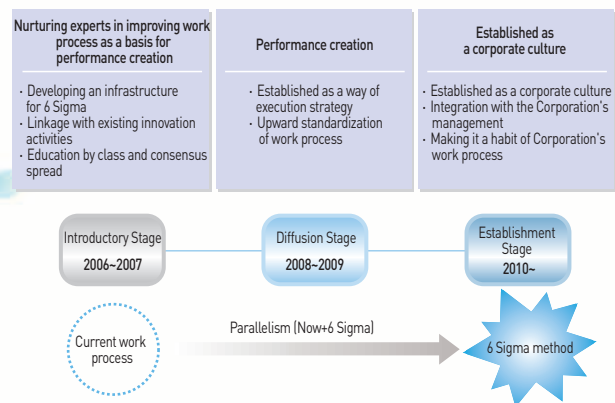 Nurturing experts in improving work
process as a basis for
performance creation
· Developing an infrastructure
for 6 Sigma
· Linkage with existing innovation
activities
· Education by class and consensus
spread
Performance creation
· Established as a way of
execution strategy
· Upward standardization
of work process
Established as
a corporate culture
· Established as a corporate culture
· Integration with the Corporation's
management
· Making it a habit of Corporation's
work process
Introductory Stage
2006~2007
Diffusion Stage
2008~2009
Establishment
Stage
2010~
Current work
process
Parallelism (Now+6 Sigma)
6 Sigma method